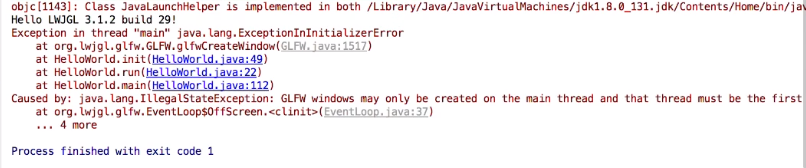 objc[1143]: Class JavaLaunchHelper is implemented in both /Library/Java/JavaVirtualMachines/jdk1.8.0_131.jdk/Contents/Home/bin/jav
Hello LWJGL 3.1.2 build 29!
Exception in thread "main" java.lang.ExceptionInInitializerError
at org.lwjgl.glfw.GLFW.glfwCreateWindow(GLFW.java:1517)
at HelloWorld.init(HelloWorld.java:49)
at HelloWorld.run(HelloWorld.java:22)
at HelloWorld.main(HelloWorld.java:112)
Caused by: java.lang.IllegalStateException: GLFW windows may only be created on the main thread and that thread must be the first
at org.lwjgl.glfw.EventLoop$OffScreen.<clinit>(EventLoop.java:37)
... 4 more
Process finished with exit code 1